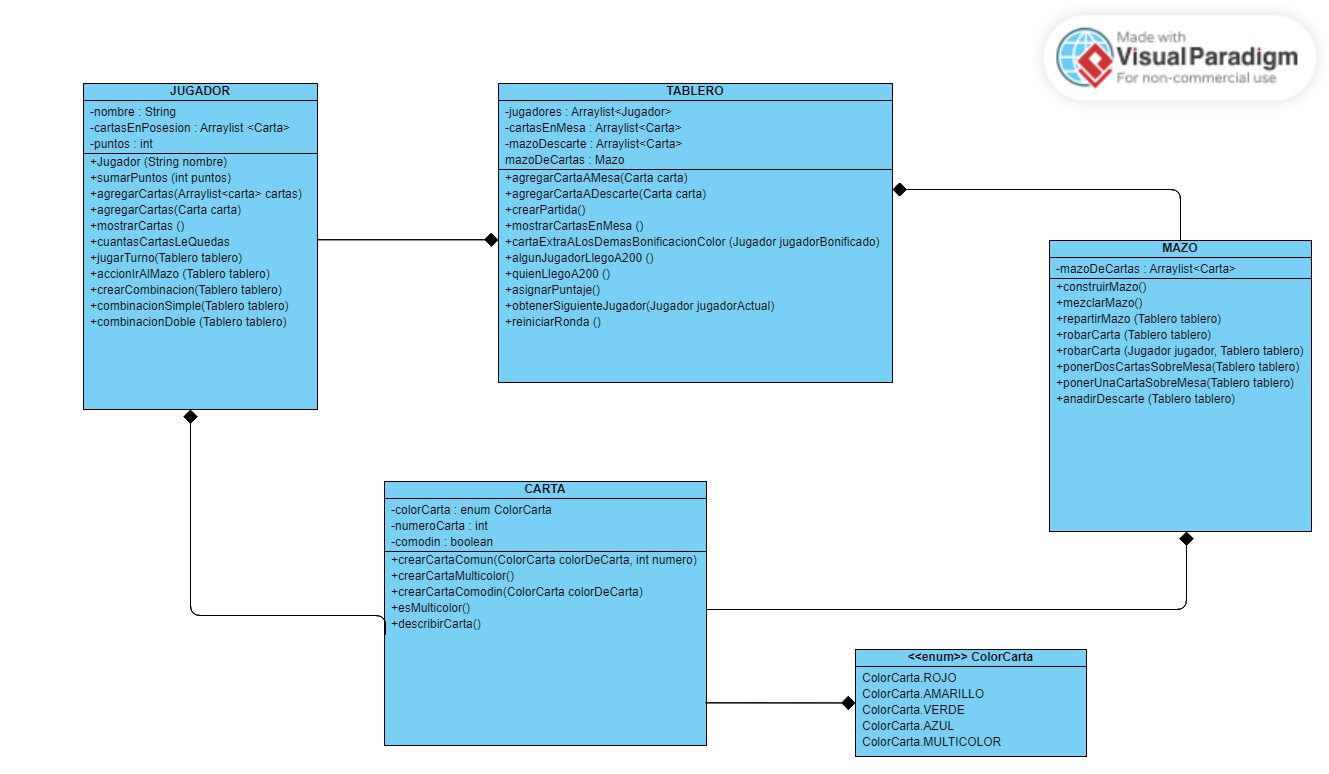 Made with
Visual Paradigm
For non-commercial use
JUGADOR
-nombre : String
-cartasEnPosesion : Arraylist <Carta>
-puntos : int
+Jugador (String nombre)
+sumarPuntos (int puntos)
+agregarCartas(Arraylist<carta> cartas)
+agregarCartas(Carta carta)
+mostrarCartas ()
+cuantasCartasLeQuedas
+jugarTurno(Tablero tablero)
+accionIrAlMazo (Tablero tablero)
+crearCombinacion(Tablero tablero)
+combinacionSimple(Tablero tablero)
+combinacionDoble (Tablero tablero)
TABLERO
-jugadores : Arraylist<Jugador>
-cartasEnMesa : Arraylist<Carta>
-mazoDescarte : Arraylist<Carta>
mazoDeCartas : Mazo
+agregarCartaAMesa(Carta carta)
+agregarCartaADescarte(Carta carta)
+crearPartida()
+mostrarCartasEnMesa ()
+cartaExtraALosDemasBonificacionColor (Jugador jugadorBonificado)
+algunJugadorLlegoA200 ()
+quienLlegoA200 ()
+asignarPuntaje()
+obtenerSiguienteJugador(Jugador jugadorActual)
+reiniciarRonda ()
MAZO
-mazoDeCartas : Arraylist<Carta>
+construirMazo()
+mezclarMazo()
+repartirMazo (Tablero tablero)
+robarCarta (Tablero tablero)
+robarCarta (Jugador jugador, Tablero tablero)
+ponerDosCartasSobreMesa(Tablero tablero)
+ponerUnaCartaSobreMesa(Tablero tablero)
+anadirDescarte (Tablero tablero)
CARTA
-colorCarta : enum ColorCarta
-numeroCarta : int
-comodin : boolean
+crearCartaComun(ColorCarta colorDeCarta, int numero)
+crearCartaMulticolor()
+crearCartaComodin(ColorCarta colorDeCarta)
+esMulticolor()
+describirCarta()
<<enum>> ColorCarta
ColorCarta.ROJO
ColorCarta.AMARILLO
ColorCarta.VERDE
ColorCarta.AZUL
ColorCarta.MULTICOLOR